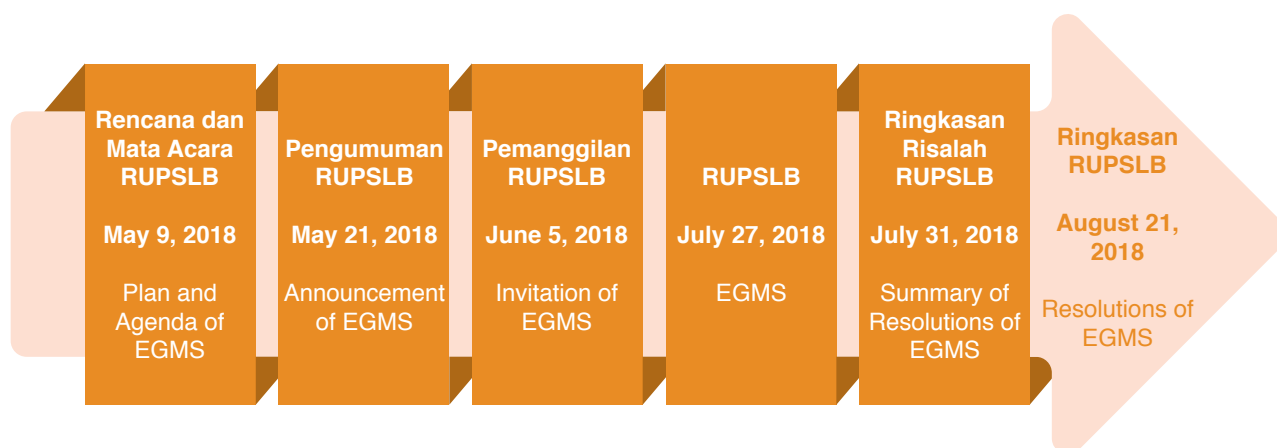 Rencana dan
Mata Acara
RUPSLB
May 9, 2018
Plan and
Agenda of
EGMS
Pengumuman
RUPSLB
May 21, 2018
Announcement
of EGMS
Pemanggilan
RUPSLB
June 5, 2018
Invitation of
EGMS
RUPSLB
July 27, 2018
EGMS
Ringkasan
Risalah
RUPSLB
July 31, 2018
Summary of
Resolutions of
EGMS
Ringkasan
RUPSLB
August 21,
2018
Resolutions of
EGMS